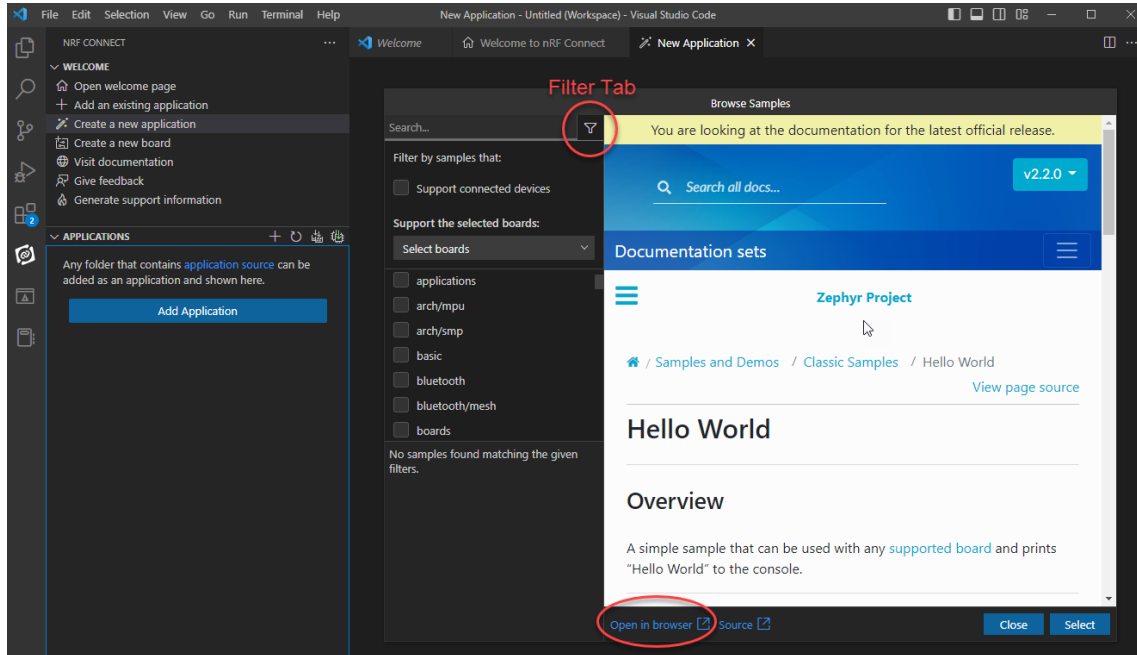 File Edit Selection View Go Run Terminal Help
New Application - Untitled (Workspace) - Visual Studio Code
NRF CONNECT
WELCOME
Open welcome page
Add an existing application
Create a new application
Create a new board
Visit documentation
Give feedback
Generate support information
2
APPLICATIONS
Any folder that contains application source can be
added as an application and shown here.
Add Application
Welcome
Welcome to nRF Connect
New Application
Filter Tab
Browse Samples
Search...
Filter by samples that:
Support connected devices
Support the selected boards:
Select boards
applications
arch/mpu
arch/smp
basic
bluetooth
bluetooth/mesh
boards
No samples found matching the given
filters.
You are looking at the documentation for the latest official release.
v2.2.0
Search all docs...
Documentation sets
Zephyr Project
/ Samples and Demos / Classic Samples / Hello World
View page source
Hello World
Overview
A simple sample that can be used with any supported board and prints
“Hello World” to the console.
Open in browser Source
Close Select